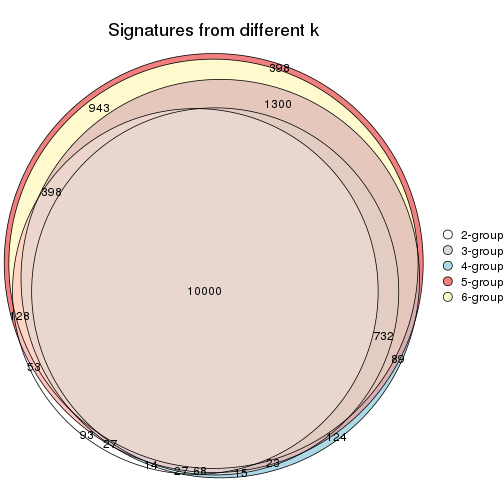 Signatures from different k
398
943
1300
398
2-group
3-group
4-group
5-group
6-group
10000
128
732
53
89
93
27
124
14
27
68
15
23